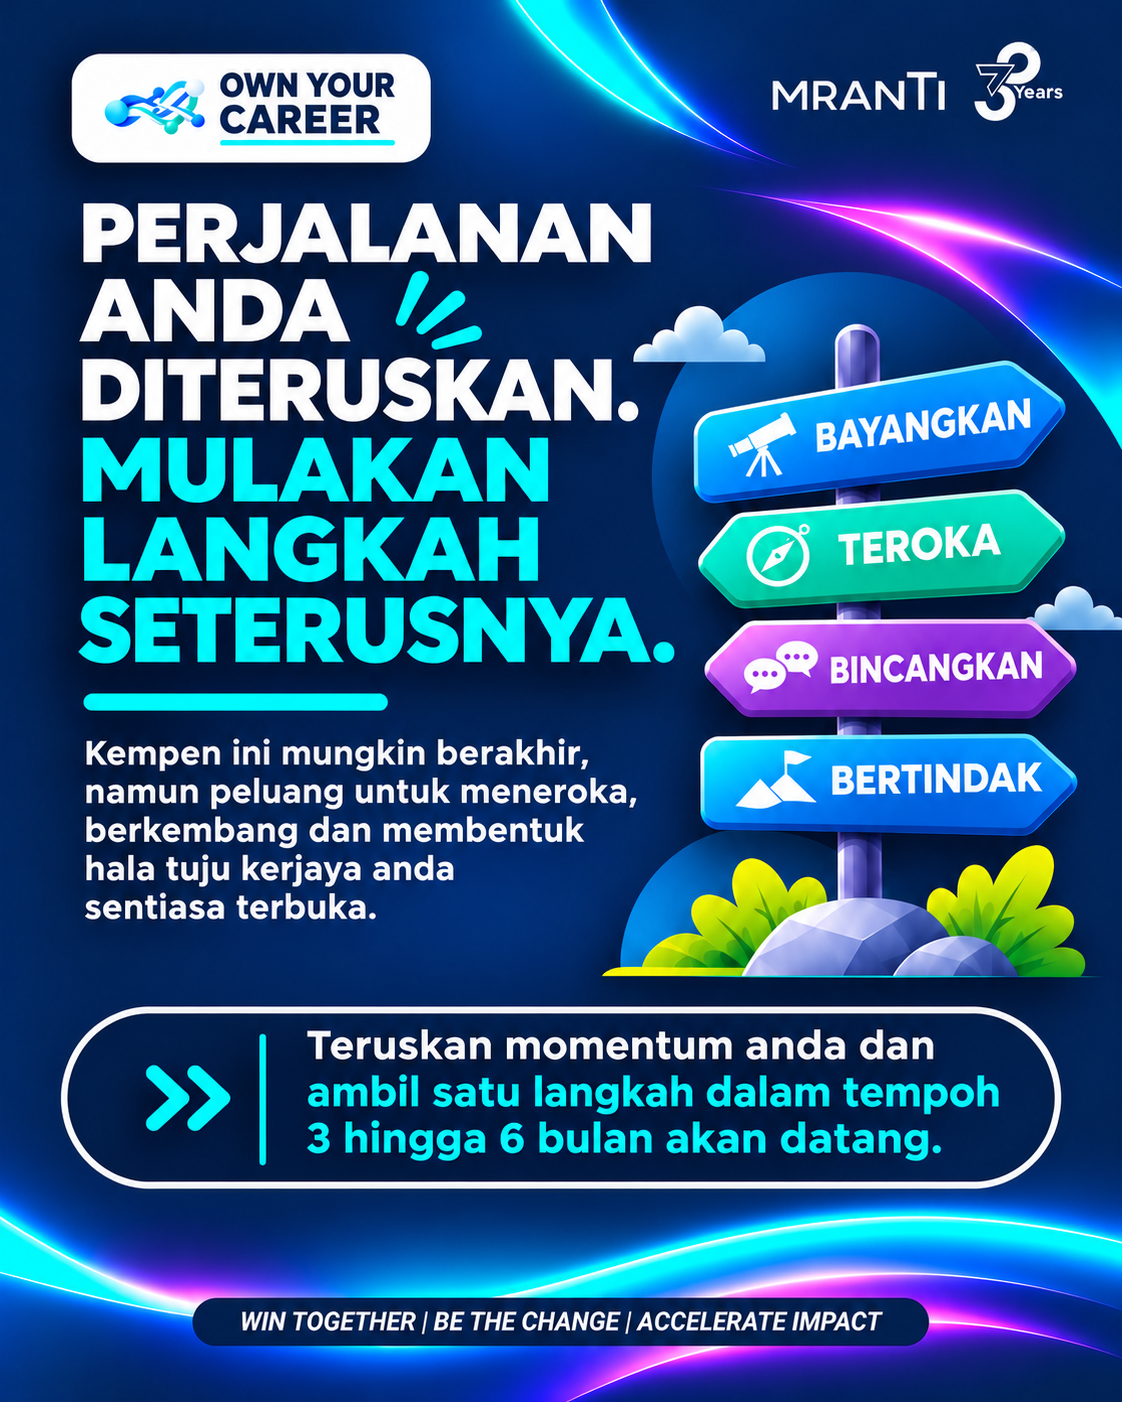 OWN YOUR
CAREER
MRANTI
Years
PERJALANAN
ANDA
DITERUSKAN.
MULAKAN
LANGKAH
SETERUSNYA.
Kempen ini mungkin berakhir,
namun peluang untuk meneroka,
berkembang dan membentuk
hala tuju kerjaya anda
sentiasa terbuka.
BAYANGKAN
TEROKA
BINCANGKAN
BERTINDAK
Teruskan momentum anda dan
ambil satu langkah dalam tempoh
3 hingga 6 bulan akan datang.
WIN TOGETHER | BE THE CHANGE | ACCELERATE IMPACT